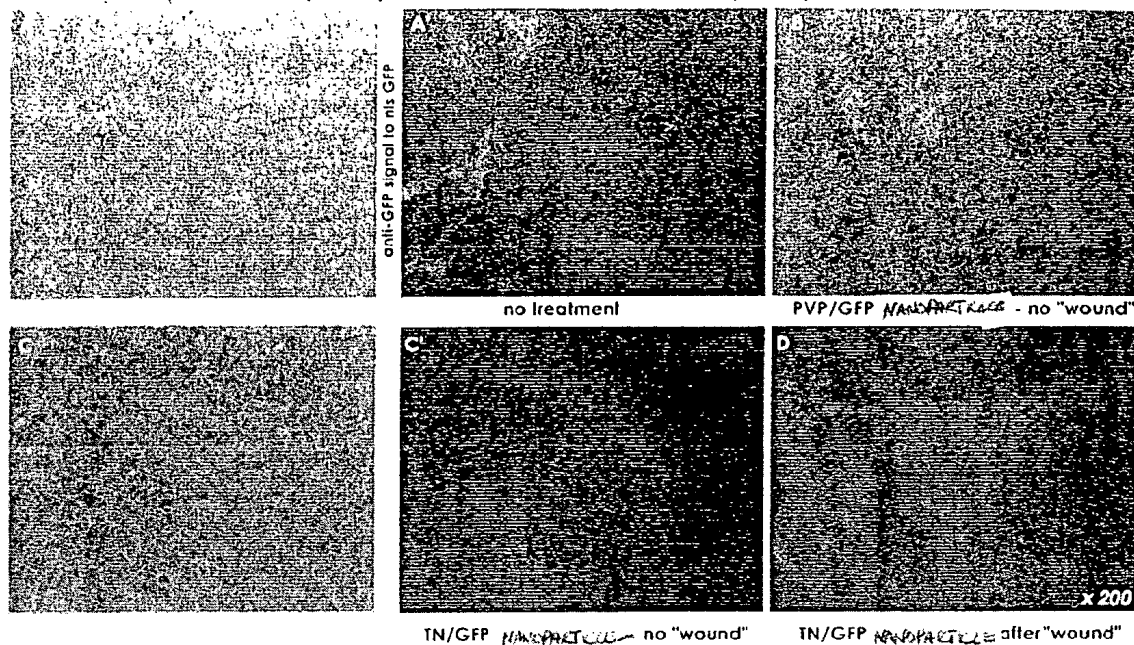 A'
B
anti-GFP signal to nls GFP
no treatment
PVP/GFP NANOPARTICLES - no "wound"
C
C'
D
x 200
TN/GFP NANOPARTICLE no "wound"
TN/GFP NANOPARTICLE after "wound"